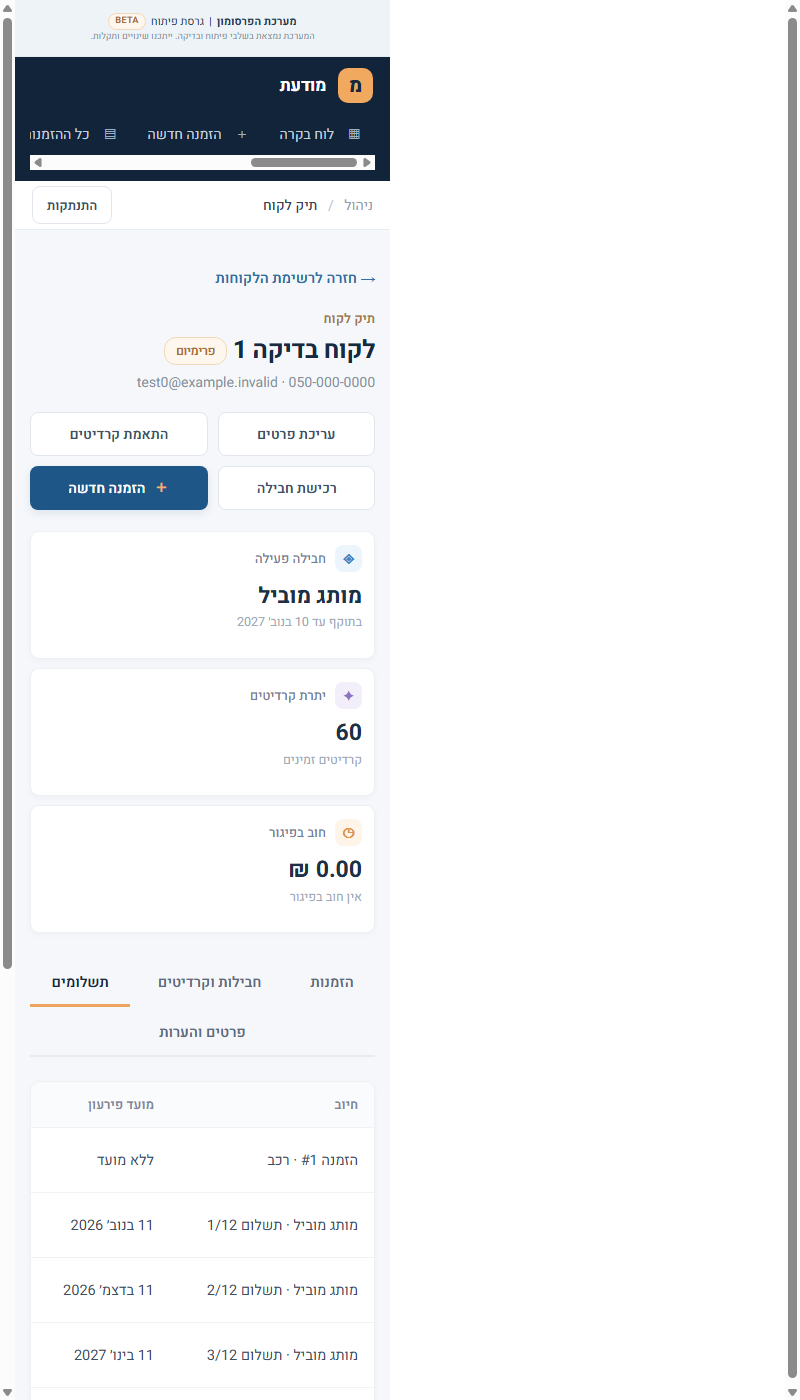 מערכת הפרסומון | גרסת פיתוח BETA
המערכת נמצאת בשלבי פיתוח ובדיקה. ייתכנו שינויים ותקלות.
מ מודעת
לוח בקרה + הזמנה חדשה כל ההזמנות
ניהול / תיק לקוח התנתקות
→ חזרה לרשימת הלקוחות
תיק לקוח
לקוח בדיקה 1 פרימיום
test0@example.invalid · 050-000-0000
עריכת פרטים התאמת קרדיטים
רכישת חבילה + הזמנה חדשה
חבילה פעילה
מותג מוביל
בתוקף עד 10 בנוב׳ 2027
יתרת קרדיטים
60
קרדיטים זמינים
חוב בפיגור
0.00 ₪
אין חוב בפיגור
הזמנות חבילות וקרדיטים תשלומים
פרטים והערות
חיוב מועד פירעון
הזמנה #1 · רכב ללא מועד
מותג מוביל · תשלום 1/12 11 בנוב׳ 2026
מותג מוביל · תשלום 2/12 11 בדצמ׳ 2026
מותג מוביל · תשלום 3/12 11 בינו׳ 2027